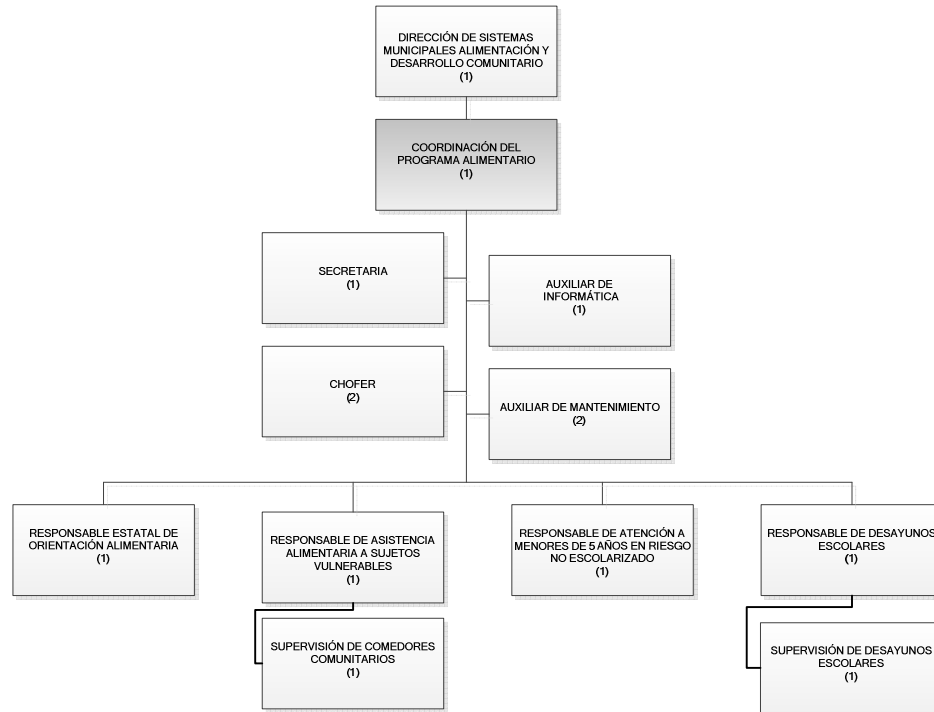 DIRECCIÓN DE SISTEMAS
MUNICIPALES ALIMENTACIÓN Y
DESARROLLO COMUNITARIO
(1)
COORDINACIÓN DEL
PROGRAMA ALIMENTARIO
(1)
SECRETARIA
(1)
AUXILIAR DE
INFORMÁTICA
(1)
CHOFER
(2)
AUXILIAR DE MANTENIMIENTO
(2)
RESPONSABLE ESTATAL DE
ORIENTACIÓN ALIMENTARIA
(1)
RESPONSABLE DE ASISTENCIA
ALIMENTARIA A SUJETOS
VULNERABLES
(1)
RESPONSABLE DE ATENCIÓN A
MENORES DE 5 AÑOS EN RIESGO
NO ESCOLARIZADO
(1)
RESPONSABLE DE DESAYUNOS
ESCOLARES
(1)
SUPERVISIÓN DE COMEDORES
COMUNITARIOS
(1)
SUPERVISIÓN DE DESAYUNOS
ESCOLARES
(1)